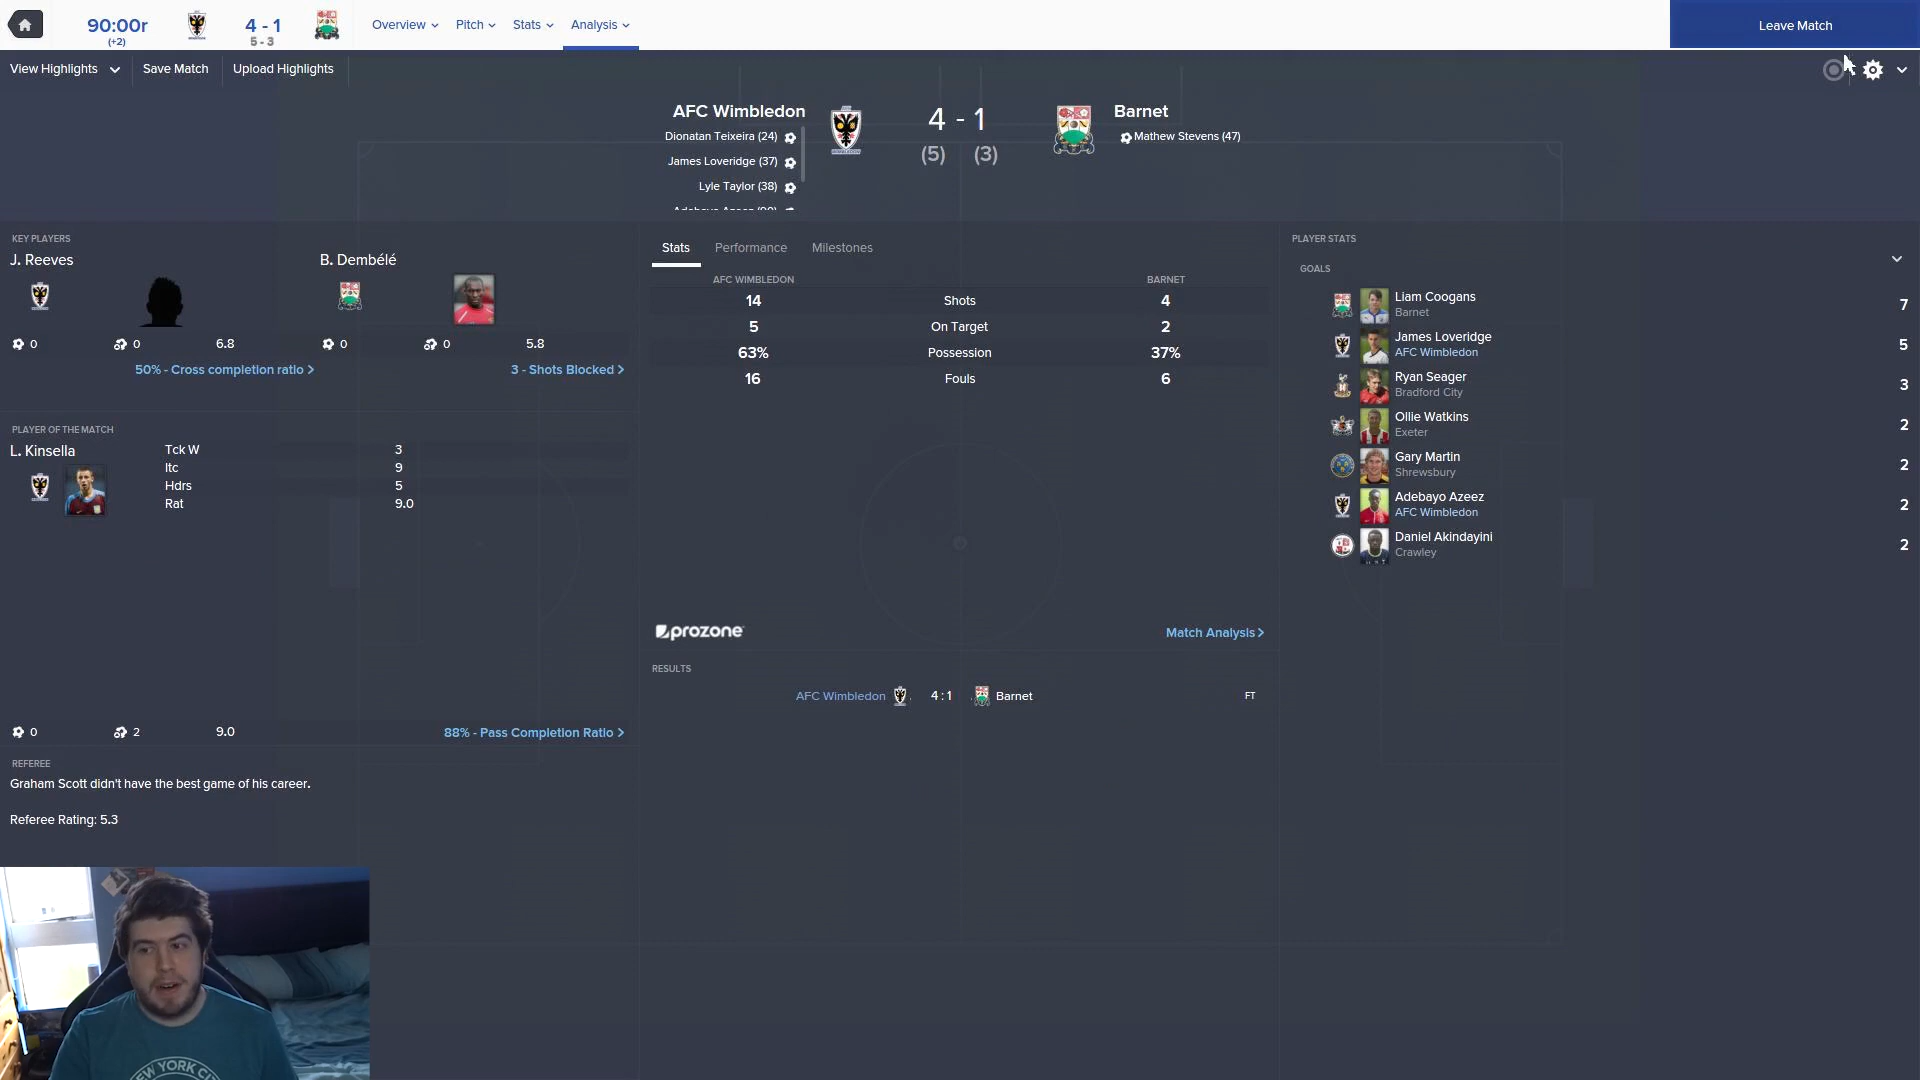 90:00r
(+2)
4 - 1
5 - 3
Overview
Pitch
Stats
Analysis
Leave Match
View Highlights
Save Match
Upload Highlights
AFC Wimbledon
4 - 1
Barnet
Dionatan Teixeira (24)
Mathew Stevens (47)
(5) (3)
James Loveridge (37)
Lyle Taylor (38)
KEY PLAYERS
J. Reeves
B. Dembélé
0 0 6.8
0 0 5.8
50% - Cross completion ratio >
3 - Shots Blocked >
PLAYER OF THE MATCH
L. Kinsella
Tck W 3
Itc 9
Hdrs 5
Rat 9.0
0 2 9.0
88% - Pass Completion Ratio >
REFEREE
Graham Scott didn't have the best game of his career.
Referee Rating: 5.3
Stats Performance Milestones
AFC WIMBLEDON BARNET
14 Shots 4
5 On Target 2
63% Possession 37%
16 Fouls 6
prozone
Match Analysis >
RESULTS
AFC Wimbledon 4 : 1 Barnet FT
PLAYER STATS
GOALS
Liam Coogans
Barnet
7
James Loveridge
AFC Wimbledon
5
Ryan Seager
Bradford City
3
Ollie Watkins
Exeter
2
Gary Martin
Shrewsbury
2
Adebayo Azeez
AFC Wimbledon
2
Daniel Akindayini
Crawley
2
NEW YORK